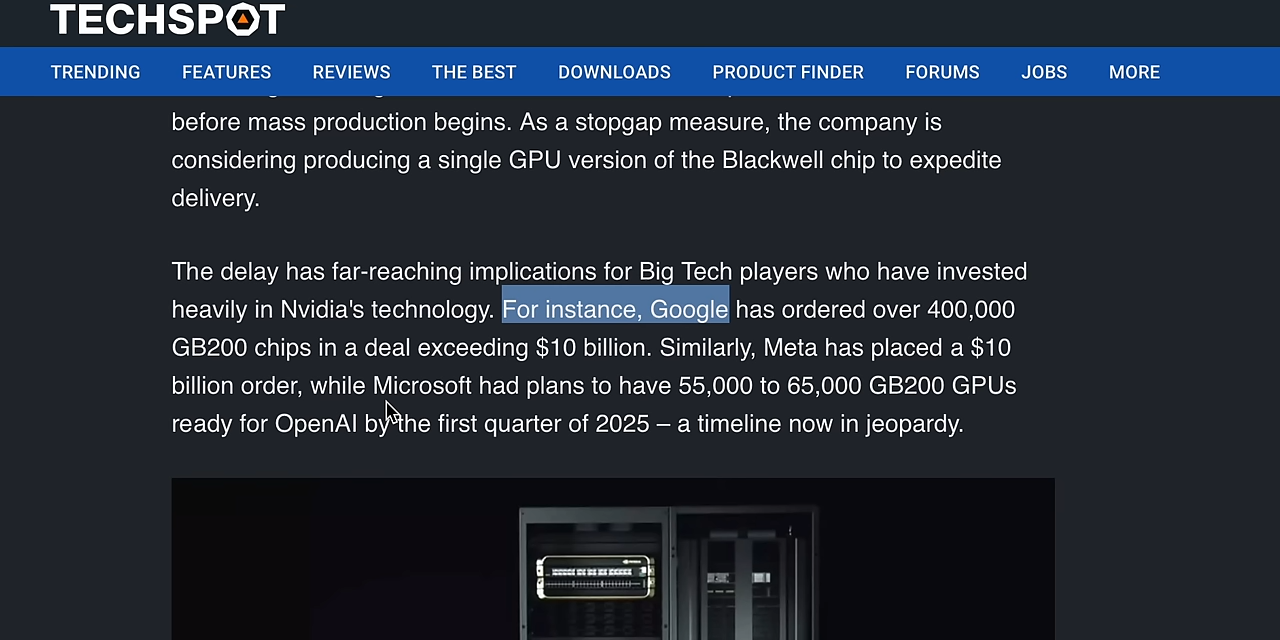 TECHSPOT
TRENDING FEATURES REVIEWS THE BEST DOWNLOADS PRODUCT FINDER FORUMS JOBS MORE
before mass production begins. As a stopgap measure, the company is
considering producing a single GPU version of the Blackwell chip to expedite
delivery.
The delay has far-reaching implications for Big Tech players who have invested
heavily in Nvidia's technology. For instance, Google has ordered over 400,000
GB200 chips in a deal exceeding $10 billion. Similarly, Meta has placed a $10
billion order, while Microsoft had plans to have 55,000 to 65,000 GB200 GPUs
ready for OpenAI by the first quarter of 2025 – a timeline now in jeopardy.